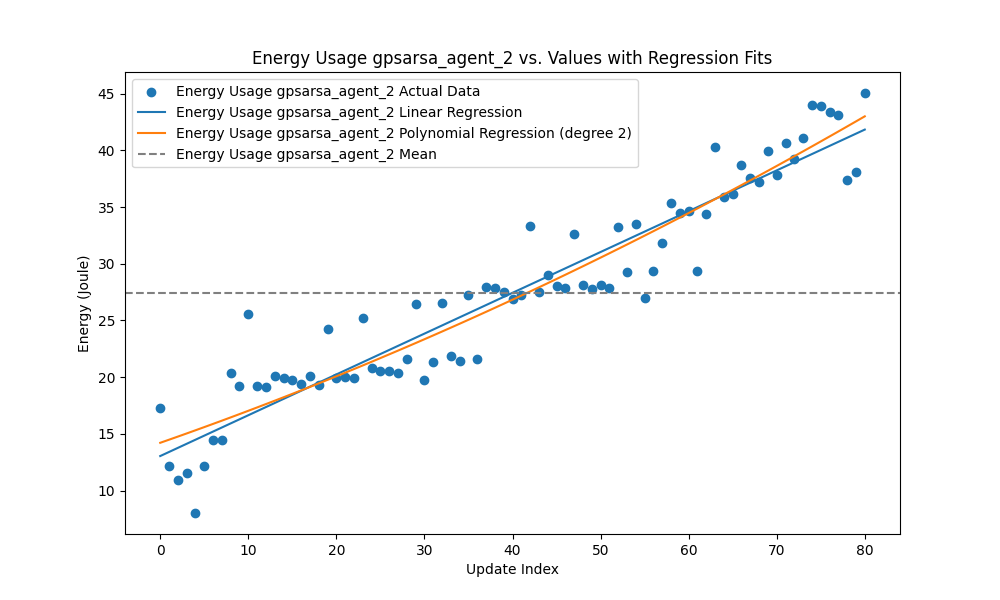 Energy Usage gpsarsa_agent_2 vs. Values with Regression Fits
Energy Usage gpsarsa_agent_2 Actual Data
Energy Usage gpsarsa_agent_2 Linear Regression
Energy Usage gpsarsa_agent_2 Polynomial Regression (degree 2)
Energy Usage gpsarsa_agent_2 Mean
Energy (Joule)
45
40
35
30
25
20
15
10
0 10 20 30 40 50 60 70 80
Update Index